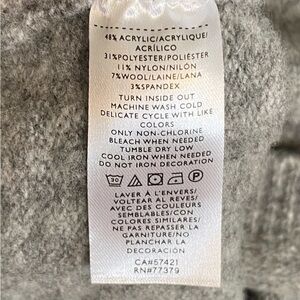 48% ACRYLIC/ACRYLIQUE/
ACRÍLICO
31% POLYESTER/POLIÉSTER
11% NYLON/NILÓN
7% WOOL/LAINE/LANA
3% SPANDEX
TURN INSIDE OUT
MACHINE WASH COLD
DELICATE CYCLE WITH LIKE
COLORS
ONLY NON-CHLORINE
BLEACH WHEN NEEDED
TUMBLE DRY LOW
COOL IRON WHEN NEEDED
DO NOT IRON DECORATION
30
P
LAVER À L'ENVERS/
VOLTEAR AL REVES/
AVEC DES COULEURS
SEMBLABLES/CON
COLORES SIMILARES/
NE PAS REPASSER LA
GARNITURE/NO
PLANCHAR LA
DECORACIÓN
CA#57421
RN#77379